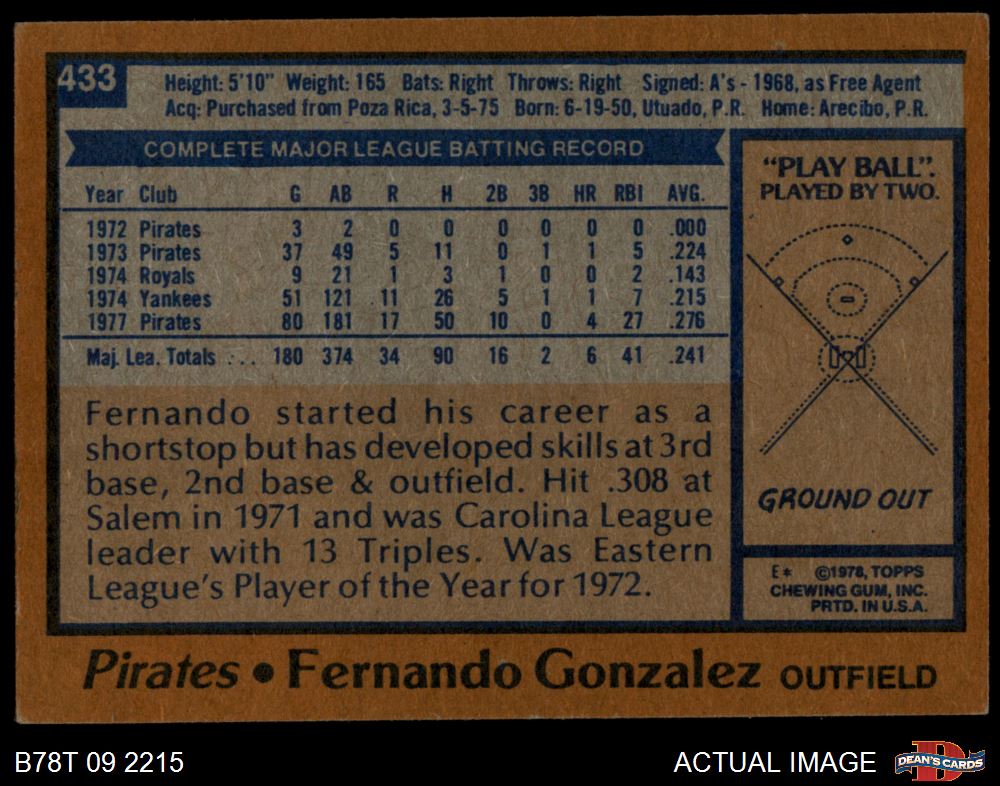 433
Height: 5'10" Weight: 165 Bats: Right Throws: Right Signed: A's - 1968, as Free Agent
Acq: Purchased from Poza Rica, 3-5-75 Born: 6-19-50, Utuado, P.R. Home: Arecibo, P.R.
COMPLETE MAJOR LEAGUE BATTING RECORD
Year Club G AB R H 2B 3B HR RBI AVG.
1972 Pirates 3 2 0 0 0 0 0 0 .000
1973 Pirates 37 49 5 11 0 1 1 5 .224
1974 Royals 9 21 1 3 1 0 0 2 .143
1974 Yankees 51 121 11 26 5 1 1 7 .215
1977 Pirates 80 181 17 50 10 0 4 27 .276
Maj. Lea. Totals . . . 180 374 34 90 16 2 6 41 .241
Fernando started his career as a
shortstop but has developed skills at 3rd
base, 2nd base & outfield. Hit .308 at
Salem in 1971 and was Carolina League
leader with 13 Triples. Was Eastern
League's Player of the Year for 1972.
"PLAY BALL".
PLAYED BY TWO.
GROUND OUT
E* ©1978, TOPPS
CHEWING GUM, INC.
PRTD. IN U.S.A.
Pirates • Fernando Gonzalez OUTFIELD
B78T 09 2215
ACTUAL IMAGE
D
DEAN'S CARDS